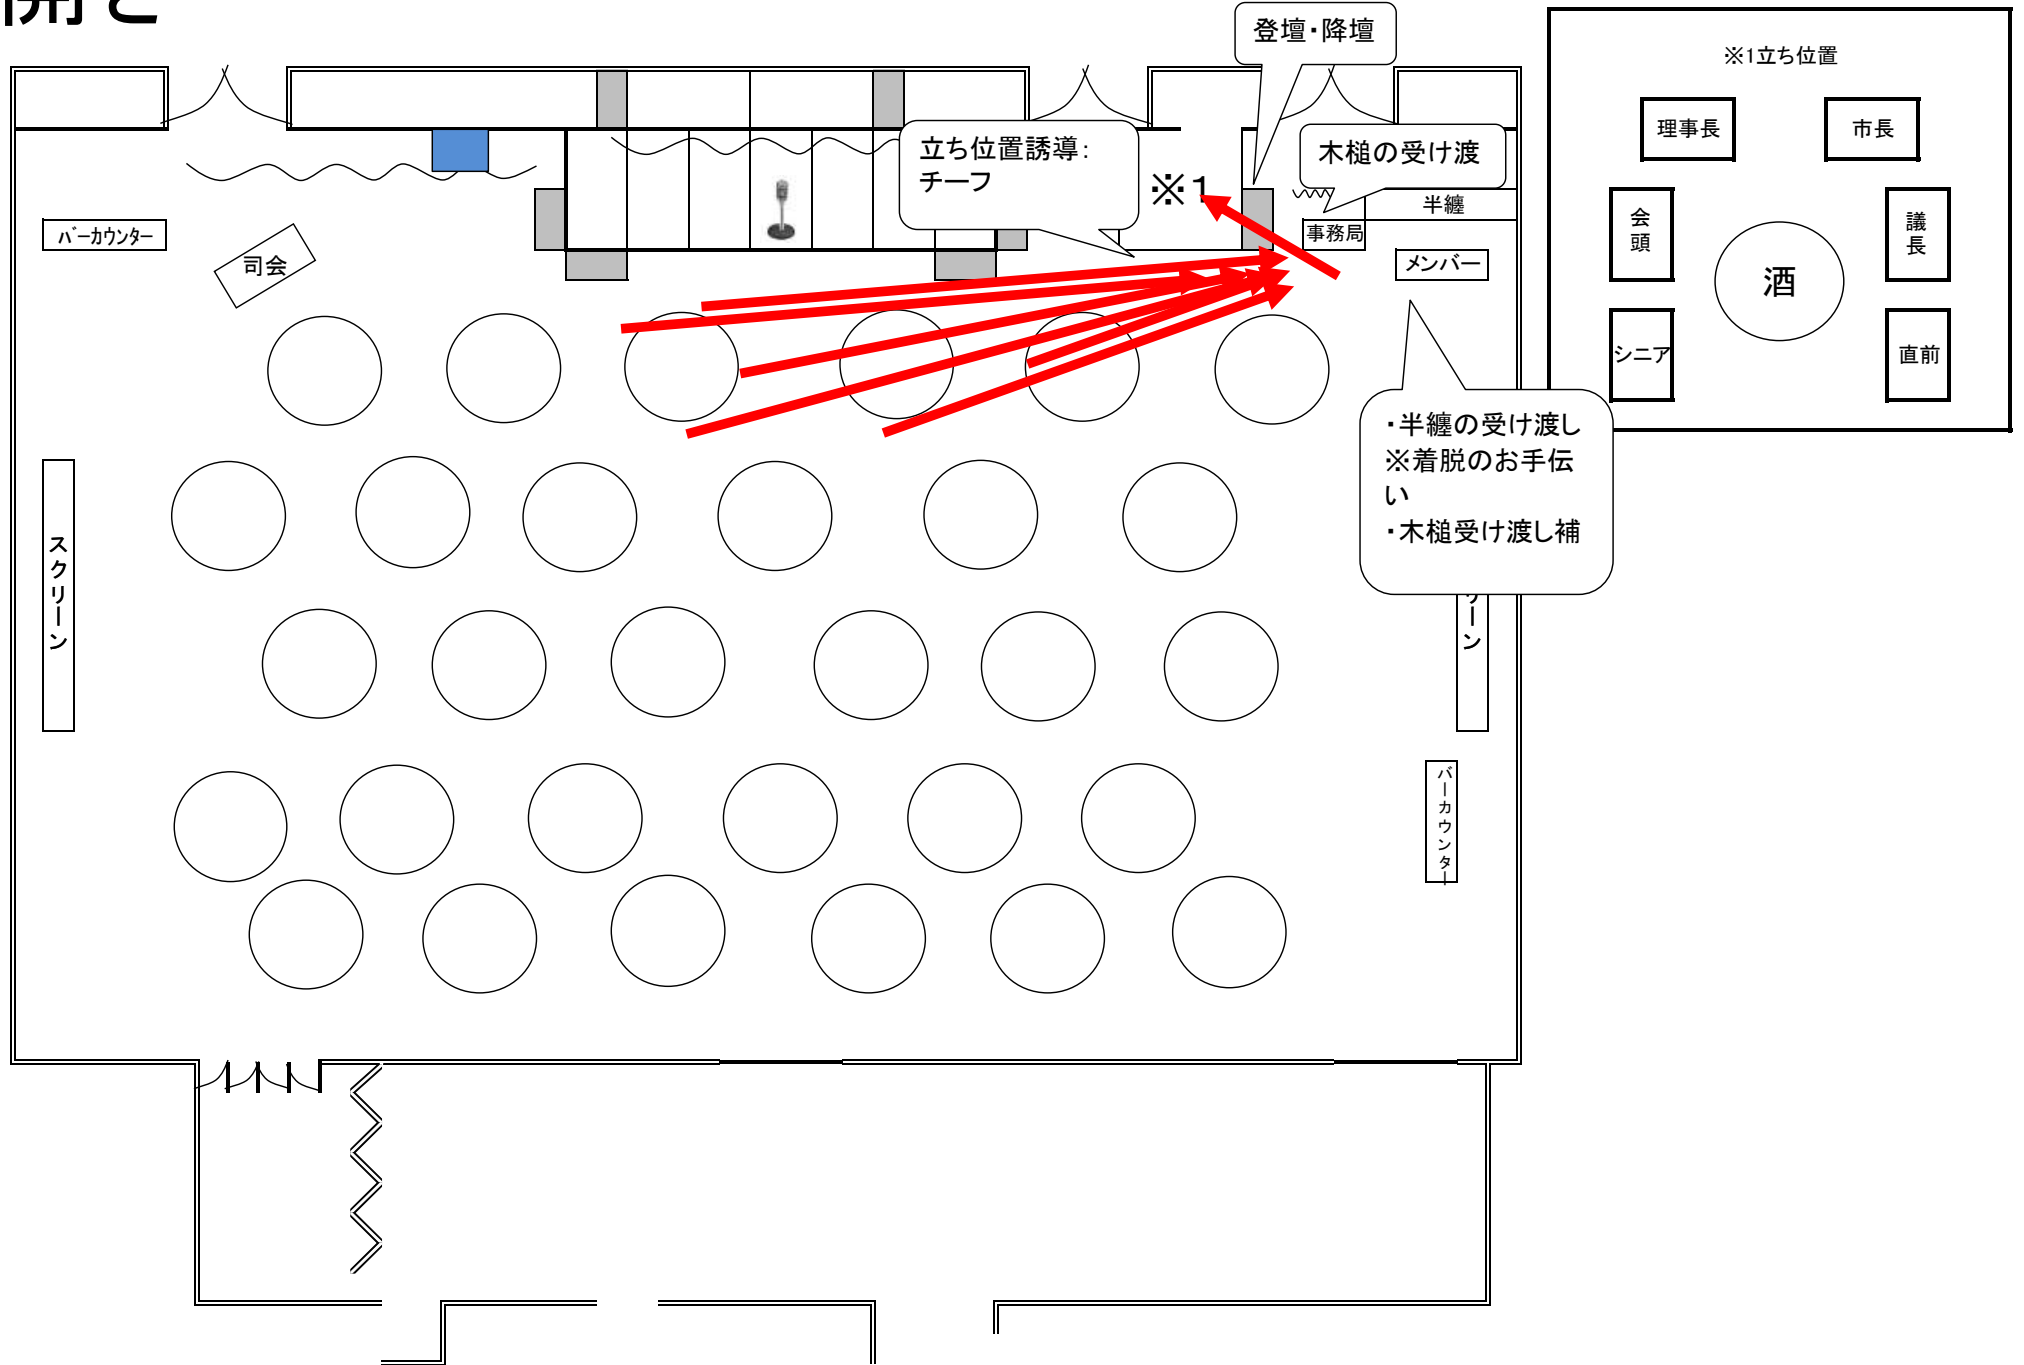 開き
登壇・降壇
※1立ち位置
理事長
市長
会頭
議長
酒
シニア
直前
立ち位置誘導:
チーフ
※1
木槌の受け渡
半纏
事務局
メンバー
バーカウンター
司会
・半纏の受け渡し
※着脱のお手伝
い
・木槌受け渡し補
スクリーン
リーン
バーカウンター